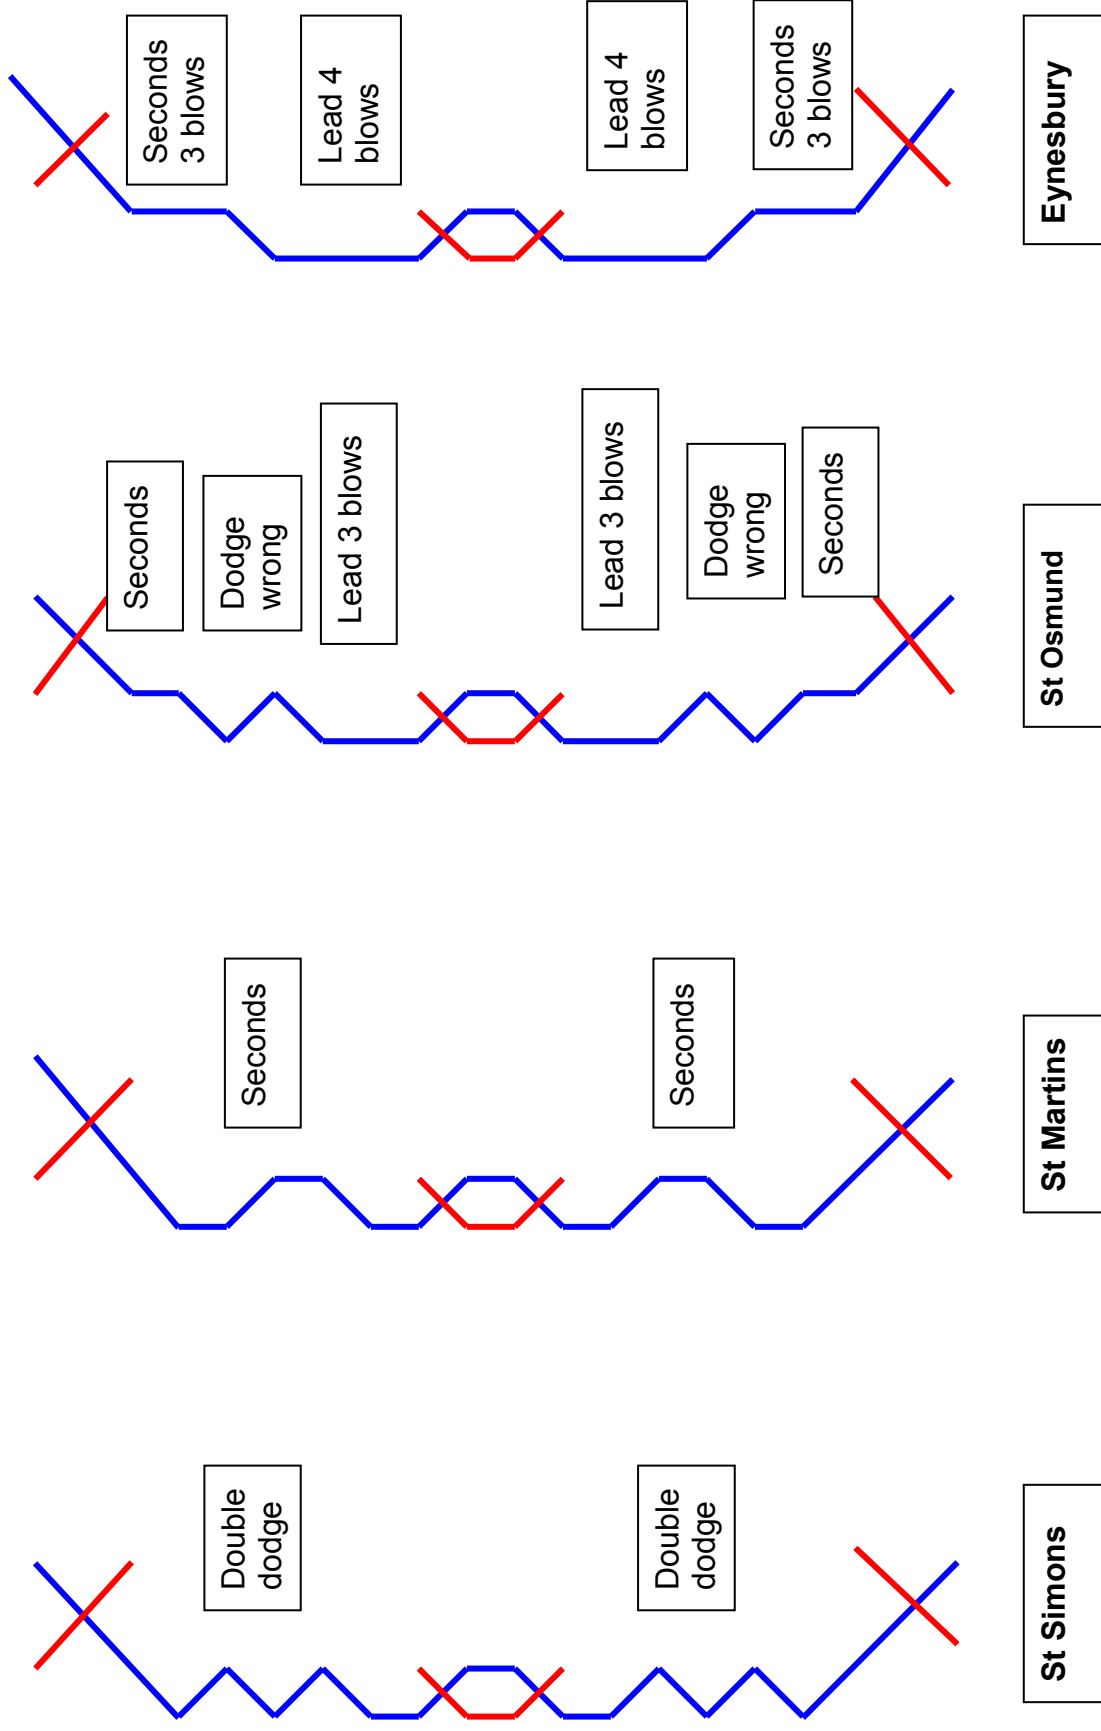 Double
dodge
Double
dodge
St Simons
Seconds
Seconds
St Martins
Seconds
Dodge
wrong
Lead 3 blows
Lead 3 blows
Dodge
wrong
Seconds
St Osmund
Seconds
3 blows
Lead 4
blows
Lead 4
blows
Seconds
3 blows
Eynesbury